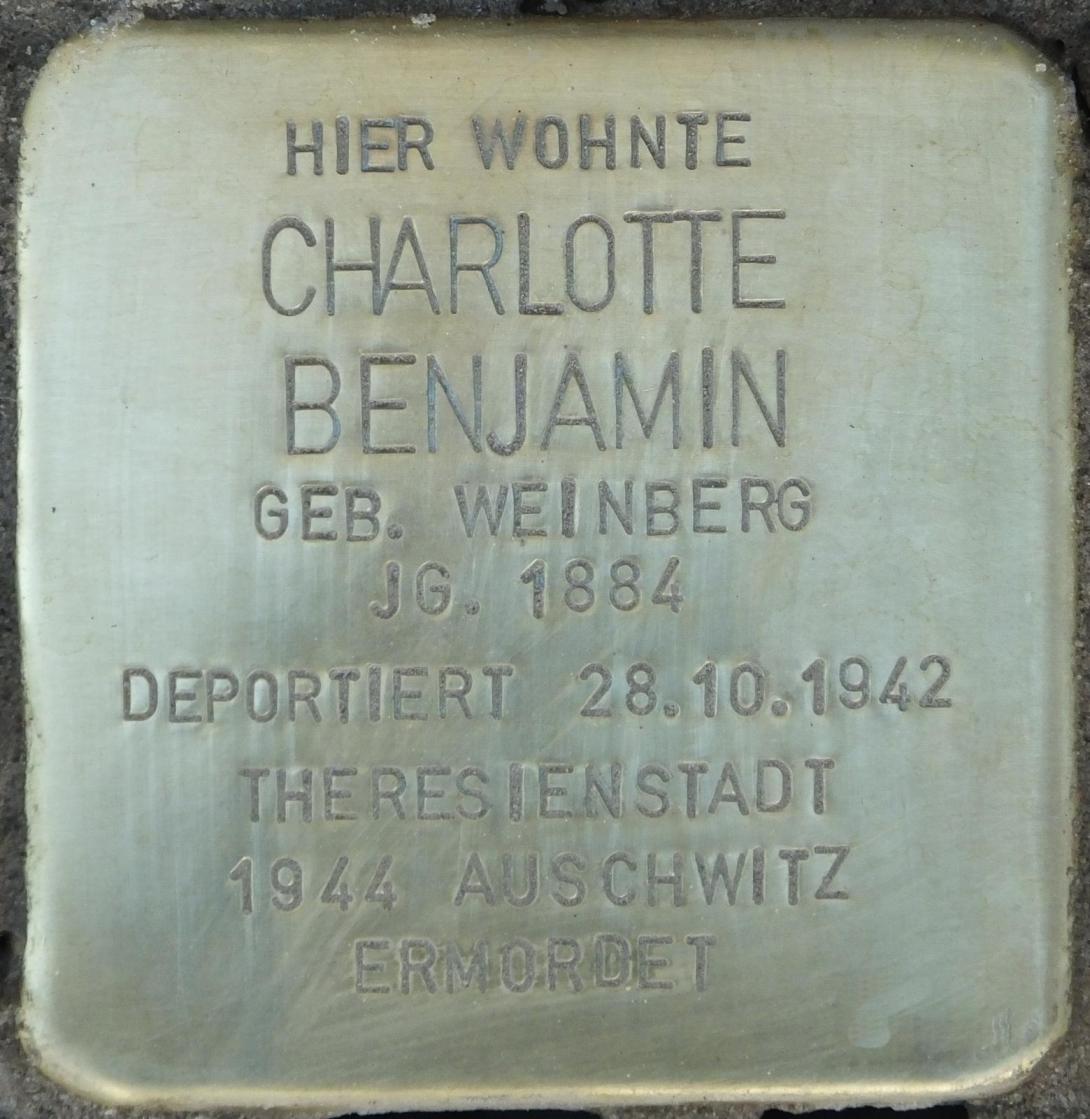 HIER WOHNTE
CHARLOTTE
BENJAMIN
GEB. WEINBERG
JG. 1884
DEPORTIERT 28.10.1942
THERESIENSTADT
1944 AUSCHWITZ
ERMORDET